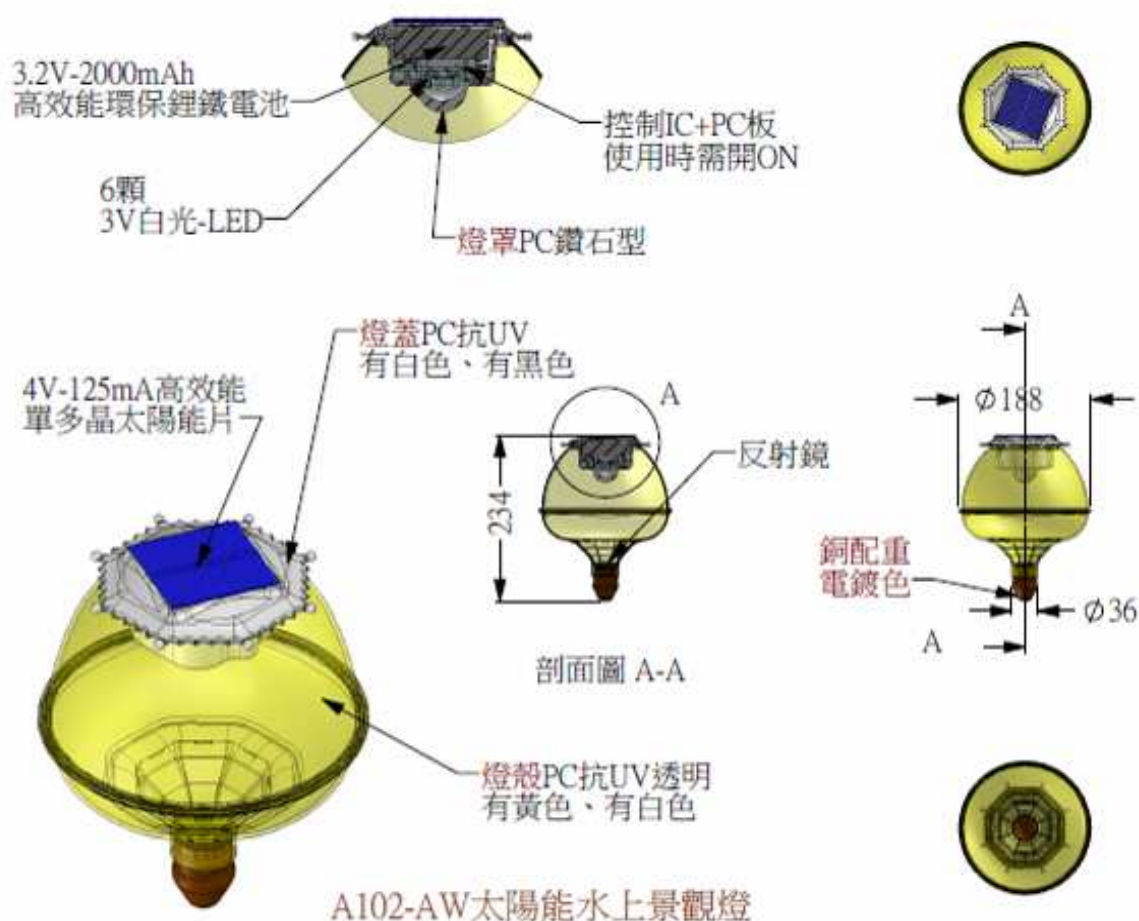 3.2V-2000mAh
高效能環保鋰鐵電池
控制IC+PC板
使用時需開ON
6顆
3V白光-LED
燈罩PC鑽石型
燈蓋PC抗UV
有白色、有黑色
4V-125mA高效能
單多晶太陽能片
A
反射鏡
234
剖面圖 A-A
A
Ø188
銅配重
電鍍色
Ø36
A
燈殼PC抗UV透明
有黃色、有白色
A102-AW太陽能水上景觀燈